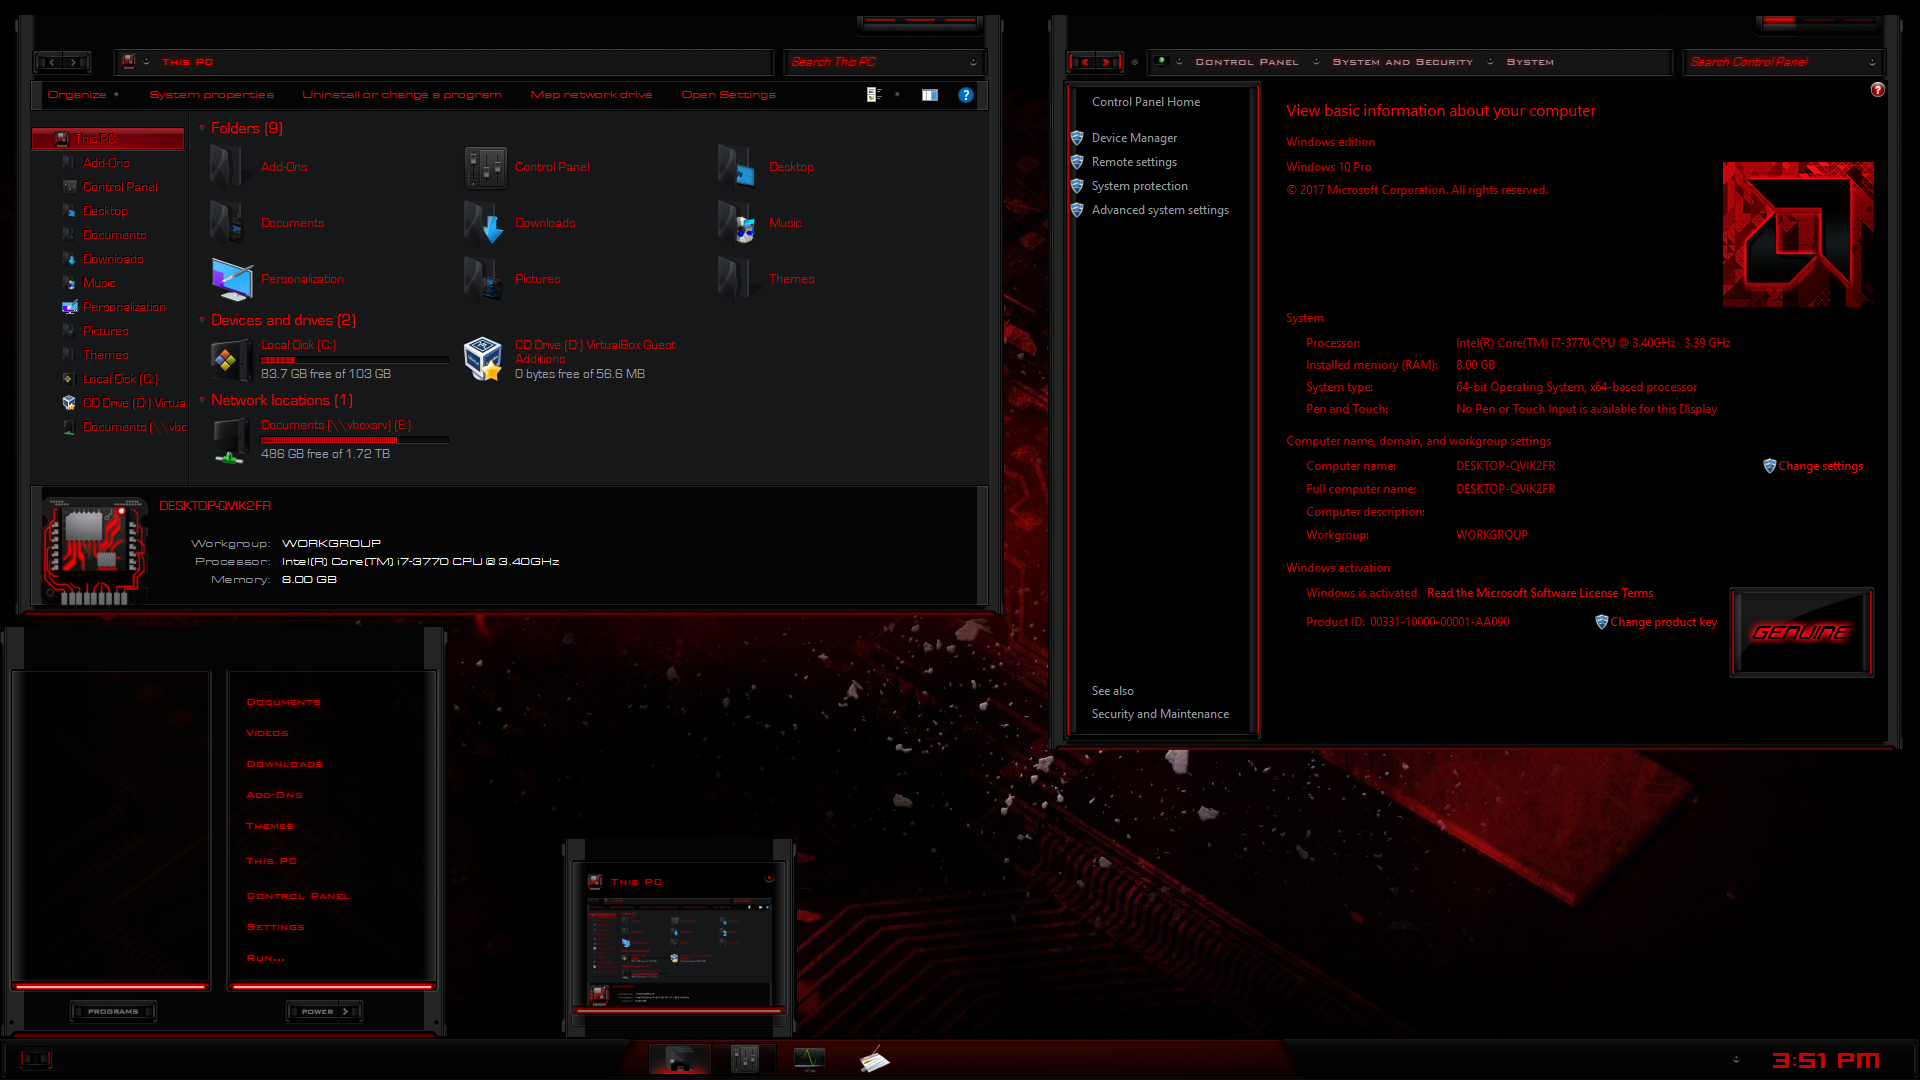 This PC
Search This PC
Organize
System properties
Uninstall or change a program
Map network drive
Open Settings
This PC
Add-Ons
Control Panel
Desktop
Documents
Downloads
Music
Personalization
Pictures
Themes
Local Disk (C:)
CD Drive (D:) Virtua
Documents (\\vbo
Folders (9)
Add-Ons
Control Panel
Desktop
Documents
Downloads
Music
Personalization
Pictures
Themes
Devices and drives (2)
Local Disk (C:)
83.7 GB free of 103 GB
CD Drive (D:) VirtualBox Guest
Additions
0 bytes free of 56.6 MB
Network locations (1)
Documents (\\vboxsrv) (E:)
486 GB free of 1.72 TB
DESKTOP-QVIK2FR
Workgroup: WORKGROUP
Processor: Intel(R) Core(TM) i7-3770 CPU @ 3.40GHz
Memory: 8.00 GB
Control Panel
System and Security
System
Search Control Panel
Control Panel Home
Device Manager
Remote settings
System protection
Advanced system settings
See also
Security and Maintenance
View basic information about your computer
Windows edition
Windows 10 Pro
© 2017 Microsoft Corporation. All rights reserved.
System
Processor: Intel(R) Core(TM) i7-3770 CPU @ 3.40GHz 3.39 GHz
Installed memory (RAM): 8.00 GB
System type: 64-bit Operating System, x64-based processor
Pen and Touch: No Pen or Touch Input is available for this Display
Computer name, domain, and workgroup settings
Computer name: DESKTOP-QVIK2FR
Change settings
Full computer name: DESKTOP-QVIK2FR
Computer description:
Workgroup: WORKGROUP
Windows activation
Windows is activated Read the Microsoft Software License Terms
Product ID: 00331-10000-00001-AA090
Change product key
GENUINE
Documents
Videos
Downloads
Add-Ons
Themes
This PC
Control Panel
Settings
Run...
PROGRAMS
POWER
This PC
3:51 PM